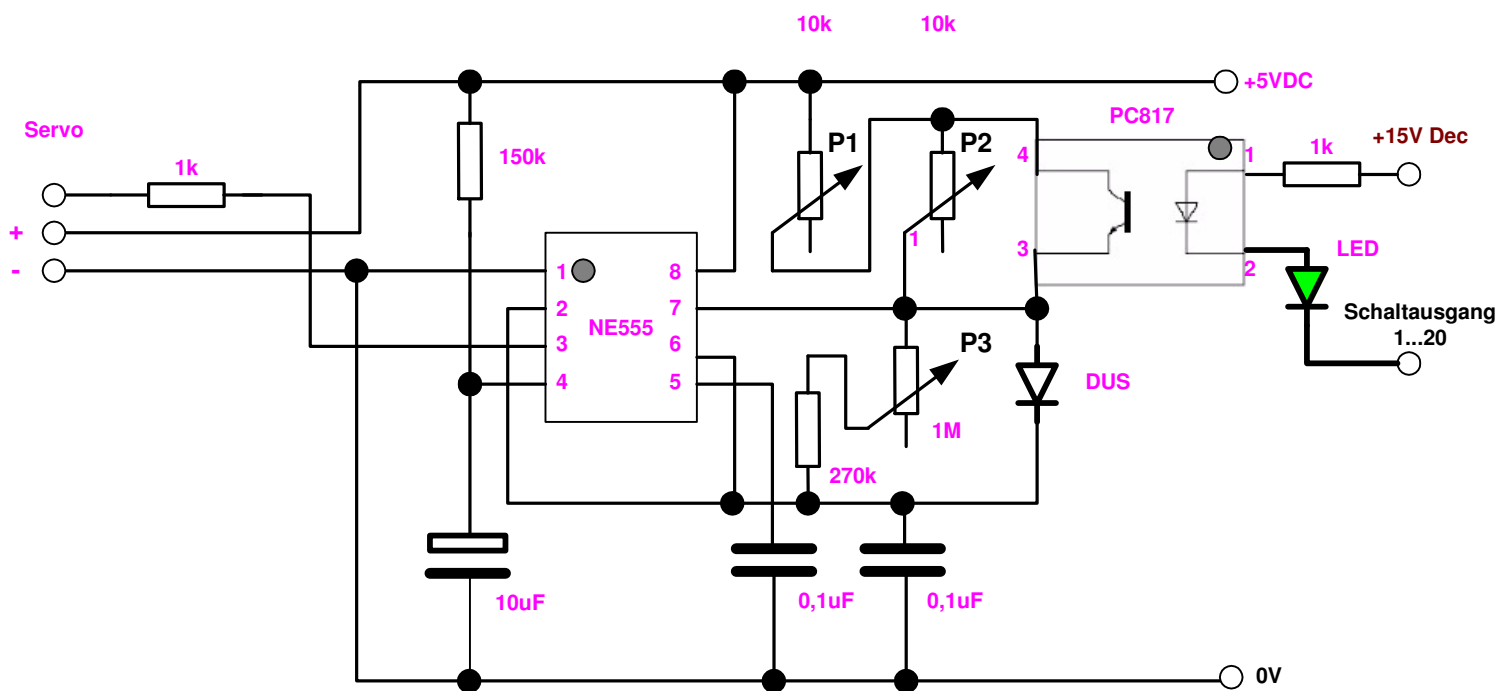 10k 10k
+5VDC
PC817
Servo
+15V Dec
P1 P2
150k
4 1
1k 1k
+
1
3
LED
-
2
1 8
2 7
NE555
Schaltausgang
1...20
3 6
P3
4 5
DUS
1M
270k
10uF 0,1uF 0,1uF
0V